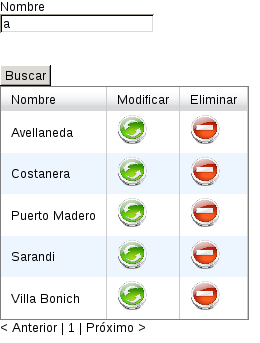 Nombre
a
Buscar
Nombre Modificar Eliminar
Avellaneda
Costanera
Puerto Madero
Sarandi
Villa Bonich
< Anterior | 1 | Próximo >